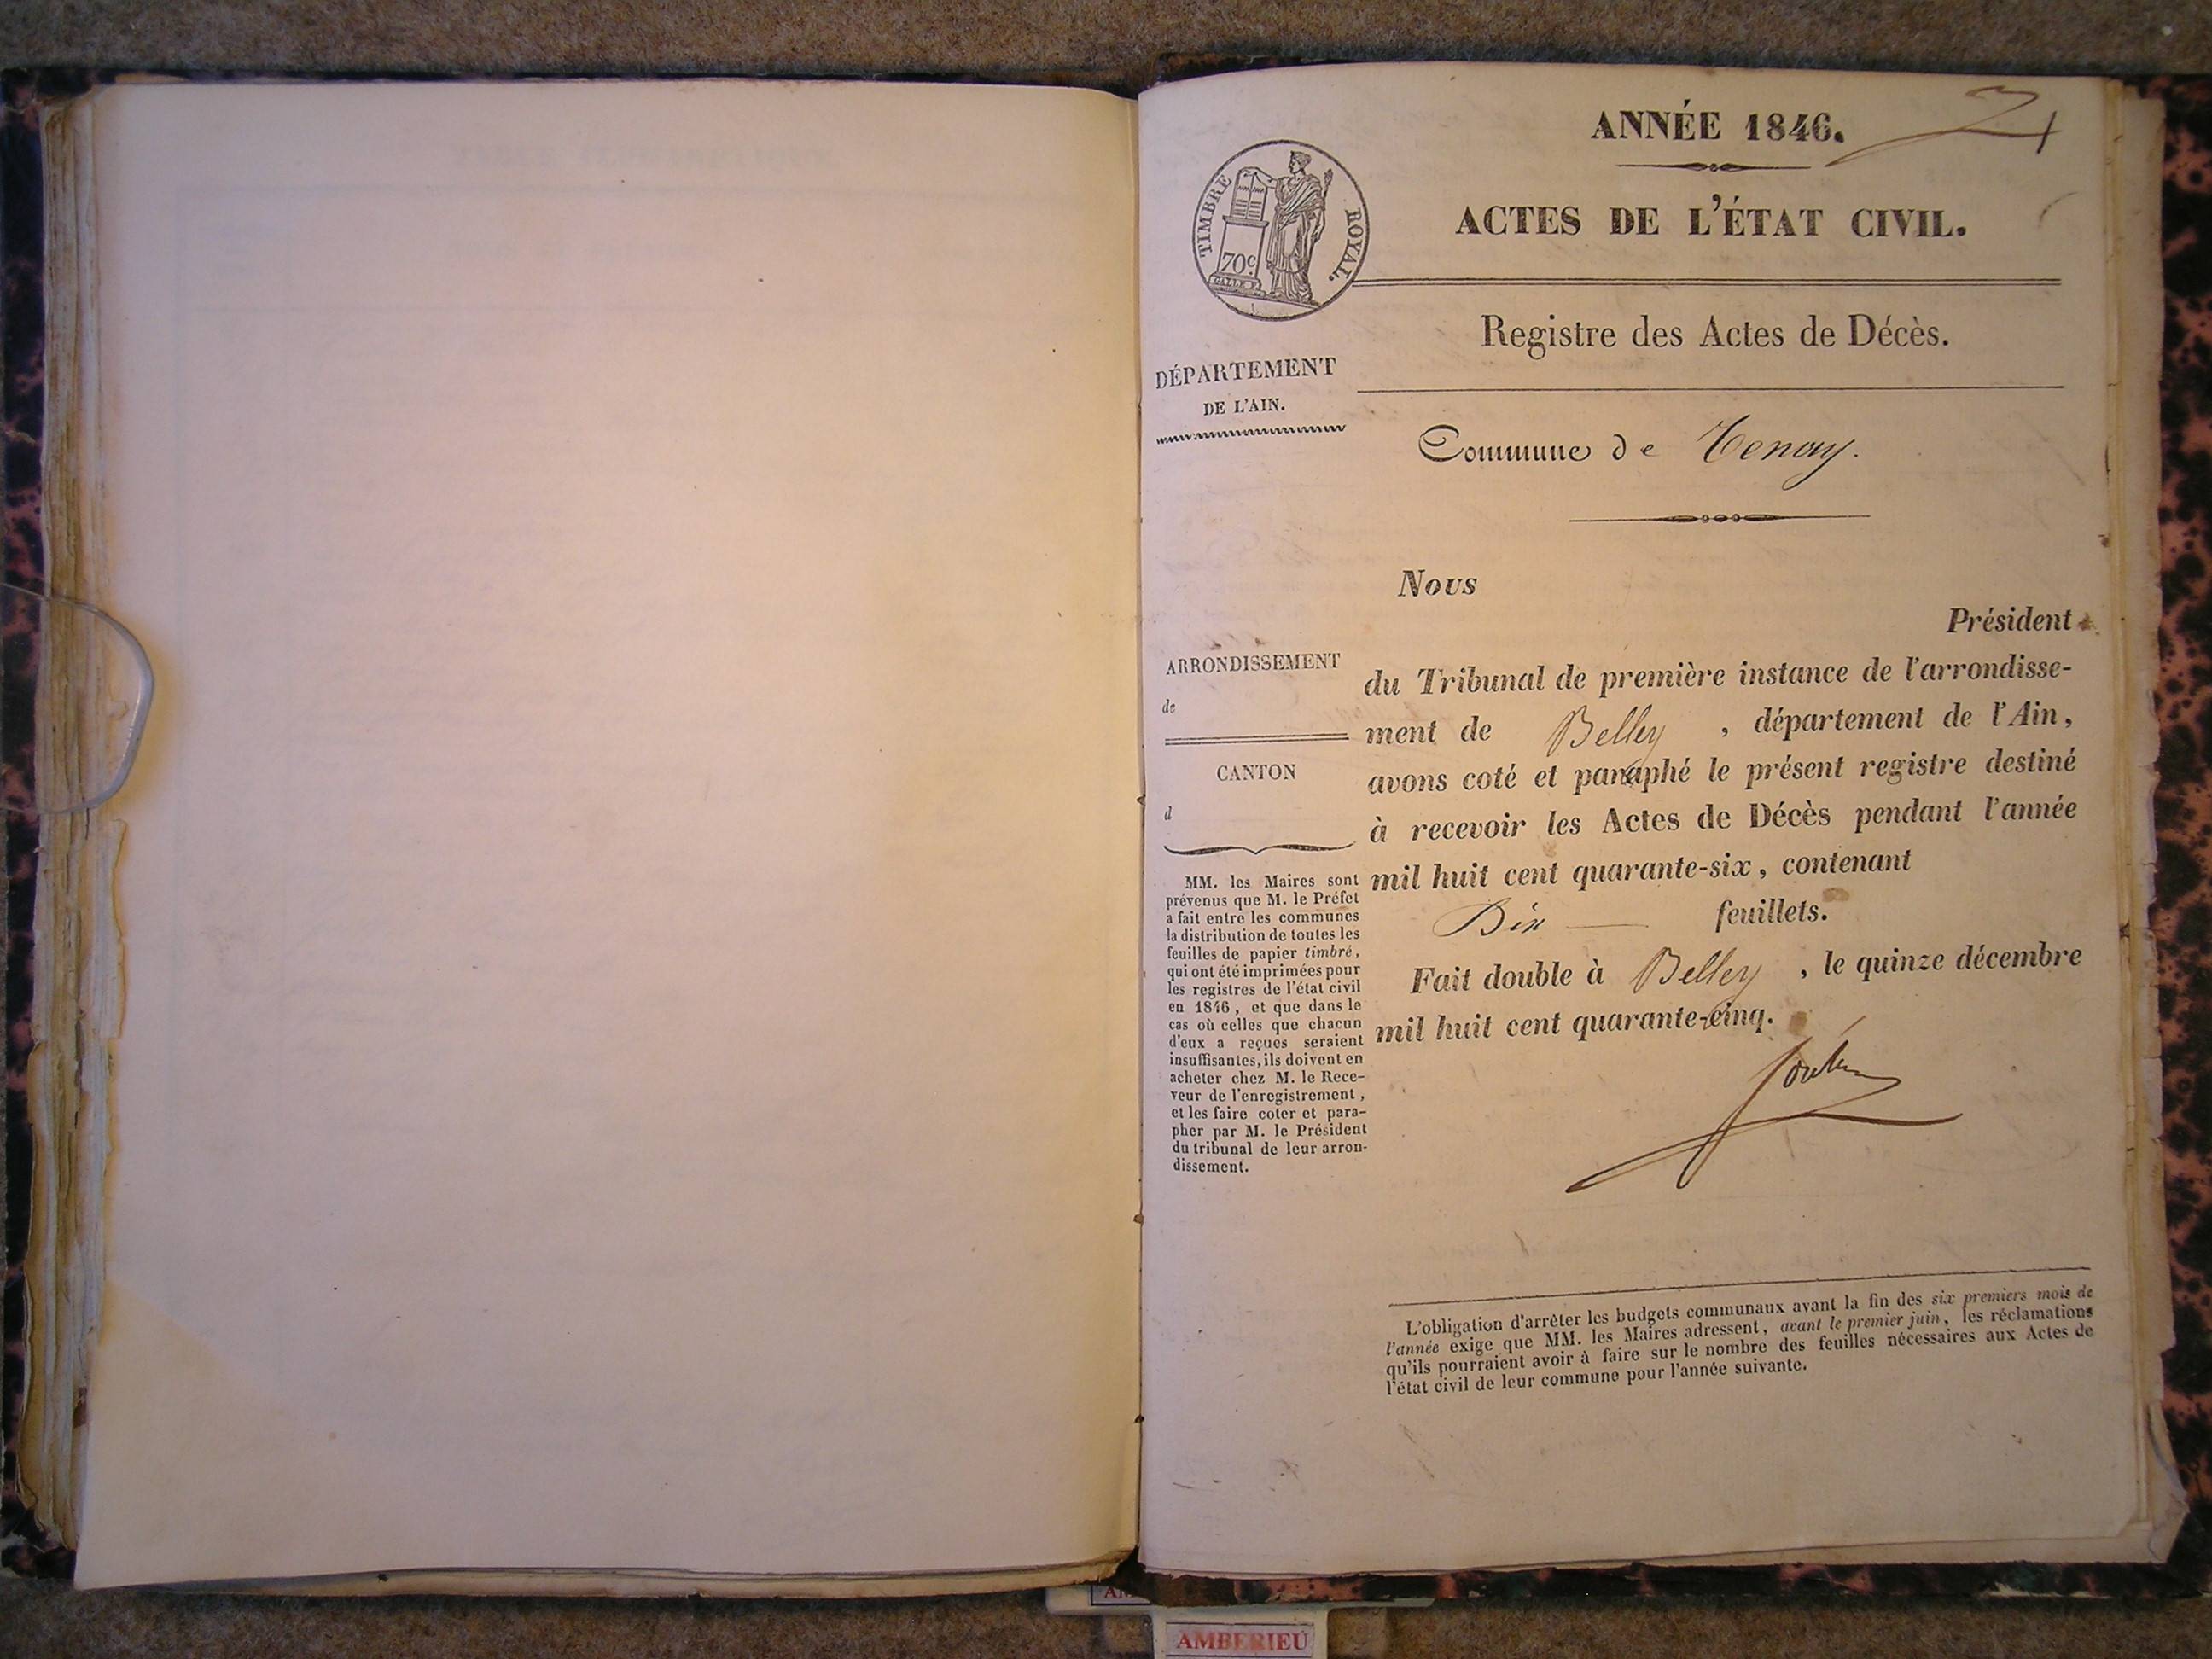 ANNÉE 1846.
ACTES DE L'ÉTAT CIVIL.
TIMBRE ROYAL.
70c
Registre des Actes de Décès.
DÉPARTEMENT
DE L'AIN.
Commune de Tenay.
Nous
Président
ARRONDISSEMENT
de
CANTON
d
du Tribunal de première instance de l'arrondisse-
ment de Belley, département de l'Ain,
avons coté et paraphé le présent registre destiné
à recevoir les Actes de Décès pendant l'année
mil huit cent quarante-six, contenant
Dix feuillets.
Fait double à Belley, le quinze décembre
mil huit cent quarante-cinq.
MM. les Maires sont
prévenus que M. le Préfet
a fait entre les communes
la distribution de toutes les
feuilles de papier timbré,
qui ont été imprimées pour
les registres de l'état civil
en 1846, et que dans le
cas où celles que chacun
d'eux a reçues seraient
insuffisantes, ils doivent en
acheter chez M. le Rece-
veur de l'enregistrement,
et les faire coter et para-
pher par M. le Président
du tribunal de leur arron-
dissement.
L'obligation d'arrêter les budgets communaux avant la fin des six premiers mois de
l'année exige que MM. les Maires adressent, avant le premier juin, les réclamations
qu'ils pourraient avoir à faire sur le nombre des feuilles nécessaires aux Actes de
l'état civil de leur commune pour l'année suivante.
AMBERIEU